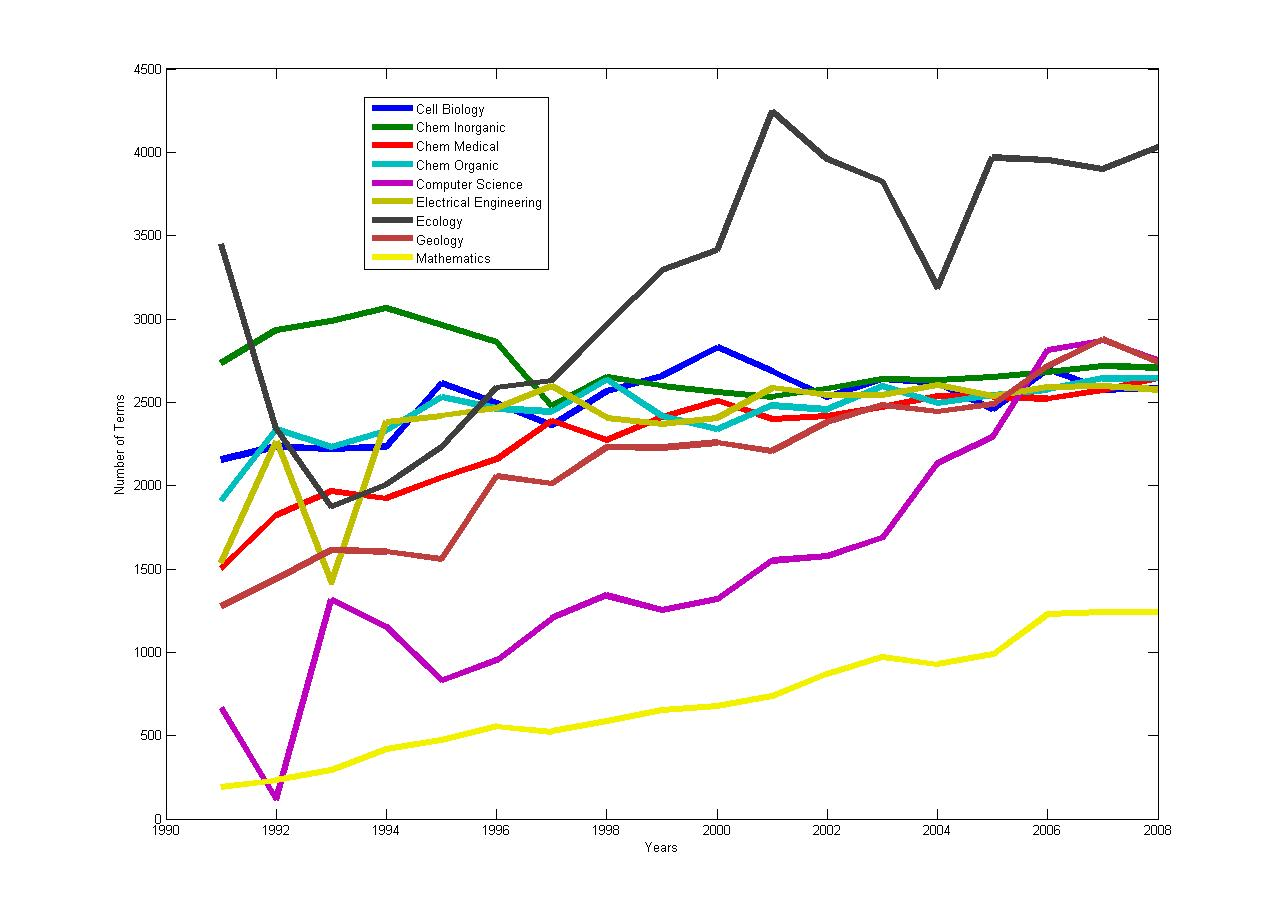 4500
4000
3500
3000
2500
2000
1500
1000
500
0
Number of Terms
Cell Biology
Chem Inorganic
Chem Medical
Chem Organic
Computer Science
Electrical Engineering
Ecology
Geology
Mathematics
1990 1992 1994 1996 1998 2000 2002 2004 2006 2008
Years